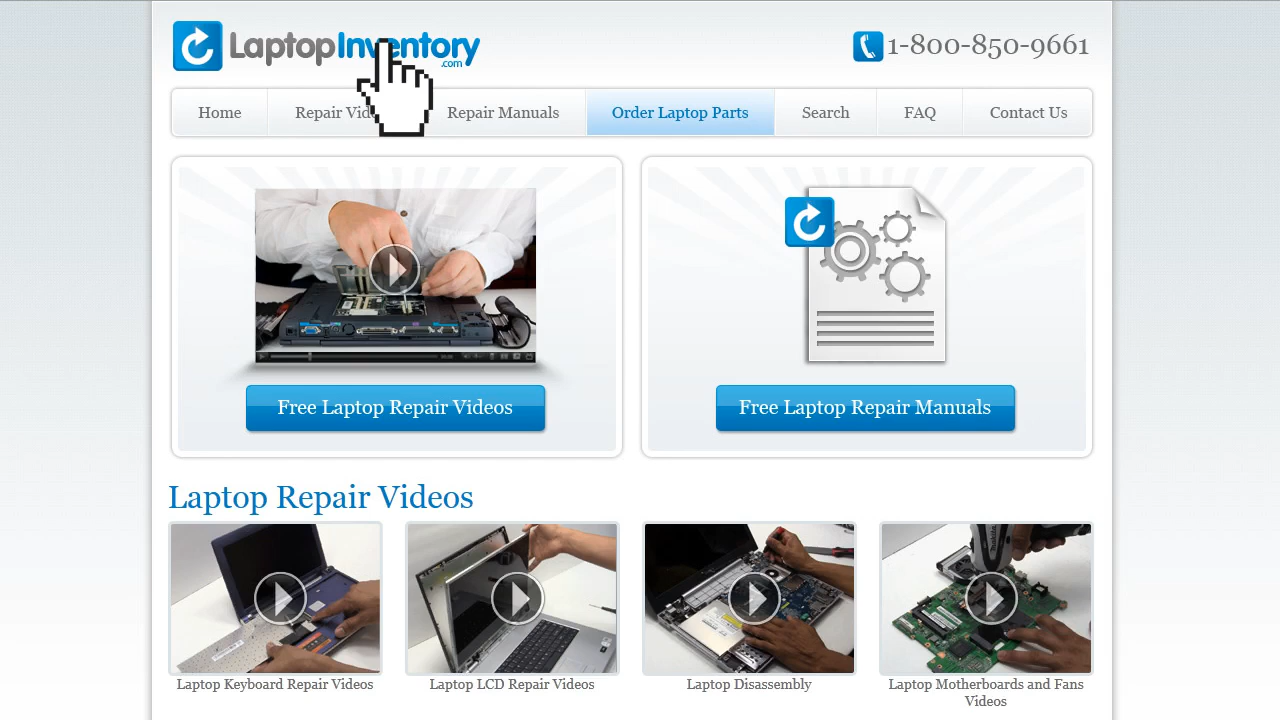 LaptopInventory
.com
1-800-850-9661
Home
Repair Vid
Repair Manuals
Order Laptop Parts
Search
FAQ
Contact Us
Free Laptop Repair Videos
Free Laptop Repair Manuals
Laptop Repair Videos
Laptop Keyboard Repair Videos
Laptop LCD Repair Videos
Laptop Disassembly
Laptop Motherboards and Fans
Videos